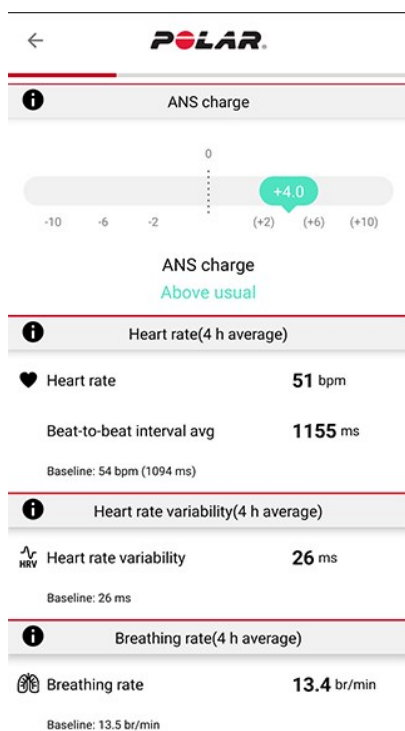 POLAR.
ANS charge
0
+4.0
-10 -6 -2 (+2) (+6) (+10)
ANS charge
Above usual
Heart rate(4 h average)
Heart rate 51 bpm
Beat-to-beat interval avg 1155 ms
Baseline: 54 bpm (1094 ms)
Heart rate variability(4 h average)
HRV Heart rate variability 26 ms
Baseline: 26 ms
Breathing rate(4 h average)
Breathing rate 13.4 br/min
Baseline: 13.5 br/min